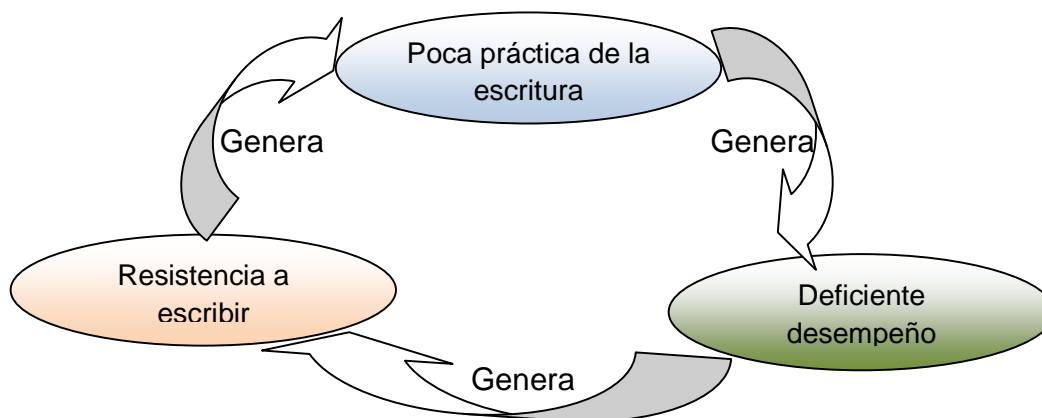 Poca práctica de la
escritura
Genera
Genera
Resistencia a
escribir
Deficiente
desempeño
Genera